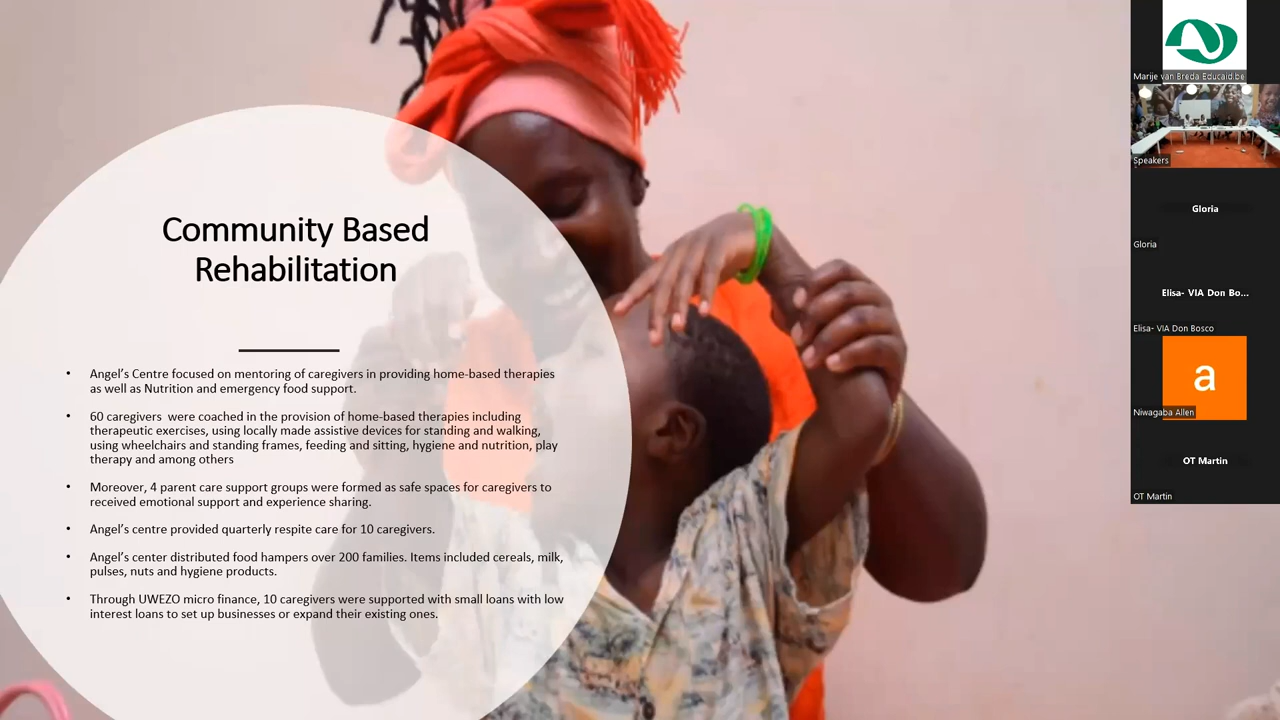 Community Based
Rehabilitation
• Angel's Centre focused on mentoring of caregivers in providing home-based therapies
as well as Nutrition and emergency food support.
• 60 caregivers were coached in the provision of home-based therapies including
therapeutic exercises, using locally made assistive devices for standing and walking,
using wheelchairs and standing frames, feeding and sitting, hygiene and nutrition, play
therapy and among others
• Moreover, 4 parent care support groups were formed as safe spaces for caregivers to
received emotional support and experience sharing.
• Angel's centre provided quarterly respite care for 10 caregivers.
• Angel's center distributed food hampers over 200 families. Items included cereals, milk,
pulses, nuts and hygiene products.
• Through UWEZO micro finance, 10 caregivers were supported with small loans with low
interest loans to set up businesses or expand their existing ones.
Marije van Breda Educaid.be
Speakers
Gloria
Gloria
Elisa- VIA Don Bo...
Elisa- VIA Don Bosco
a
Niwagaba Allen
OT Martin
OT Martin